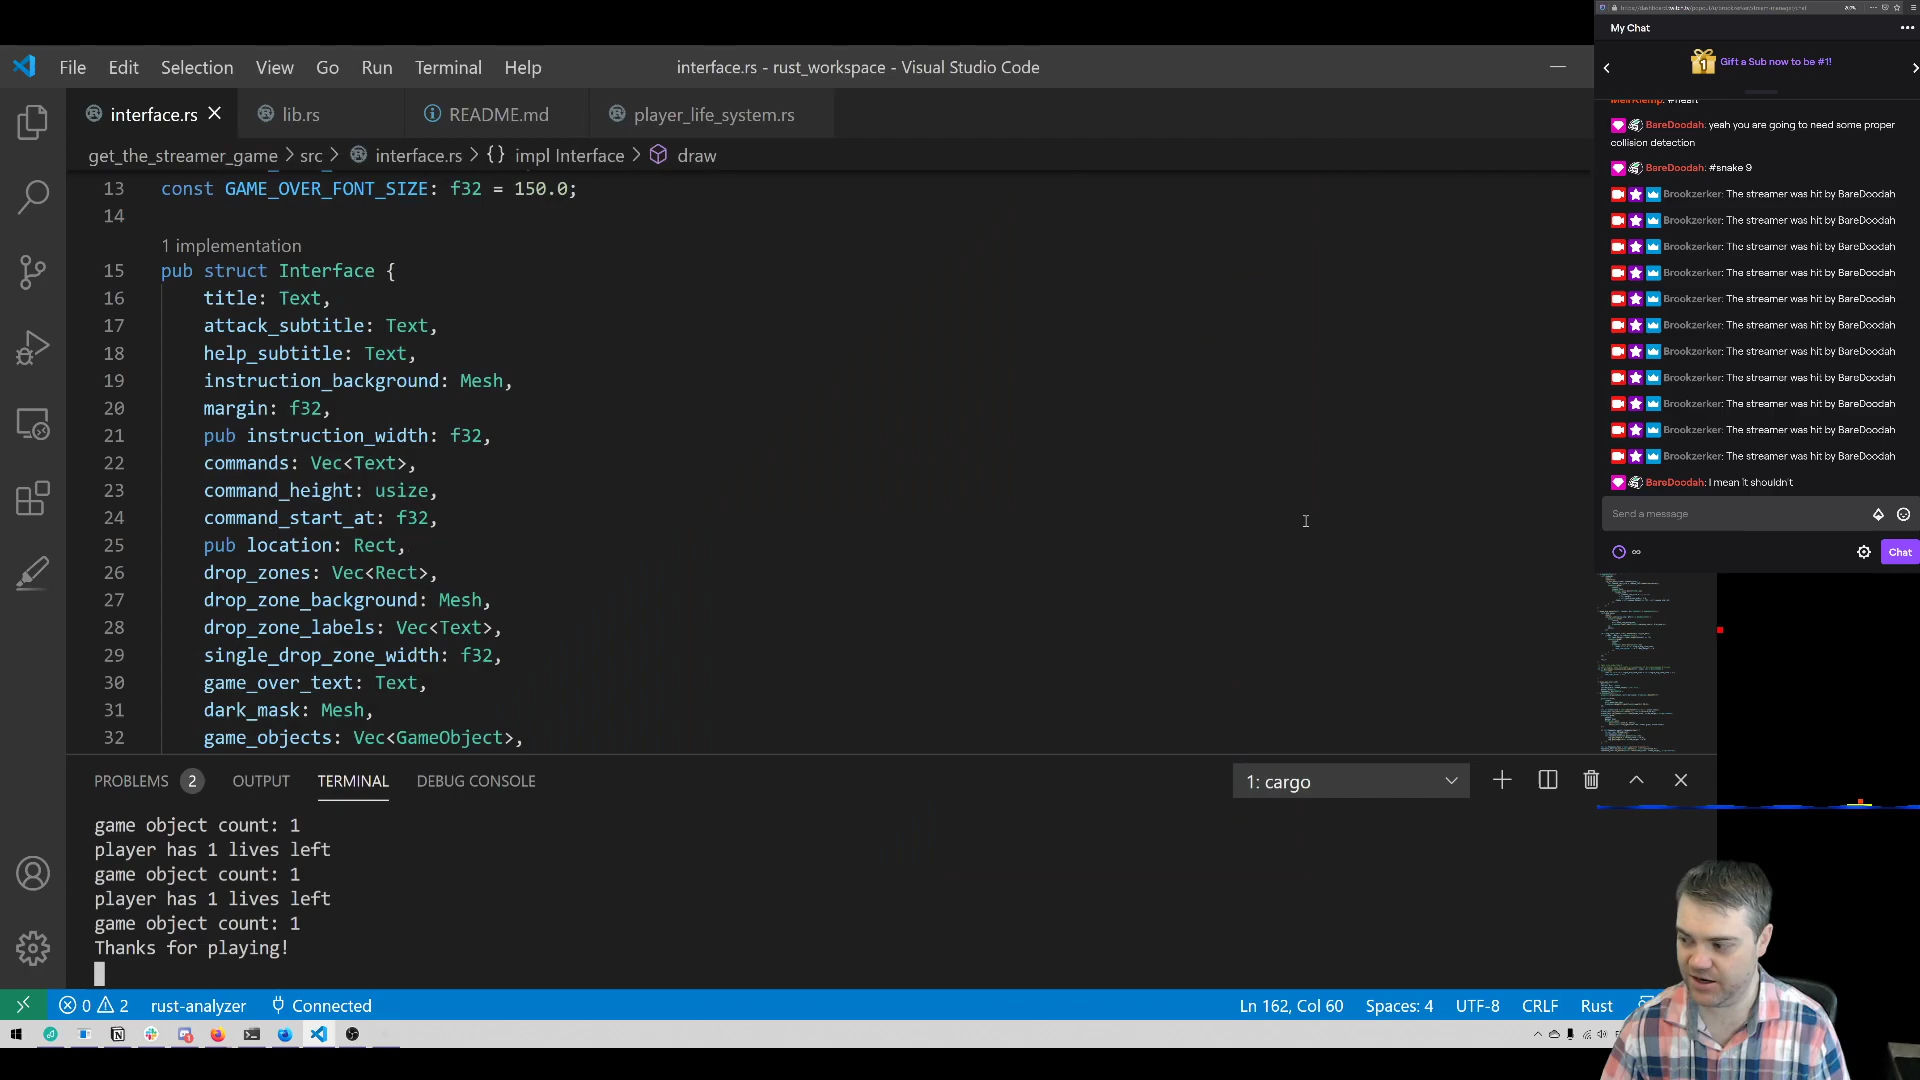 File Edit Selection View Go Run Terminal Help
interface.rs - rust_workspace - Visual Studio Code
interface.rs
lib.rs
README.md
player_life_system.rs
get_the_streamer_game > src > interface.rs > {} impl Interface > draw
13 const GAME_OVER_FONT_SIZE: f32 = 150.0;
14
1 implementation
15 pub struct Interface {
16 title: Text,
17 attack_subtitle: Text,
18 help_subtitle: Text,
19 instruction_background: Mesh,
20 margin: f32,
21 pub instruction_width: f32,
22 commands: Vec<Text>,
23 command_height: usize,
24 command_start_at: f32,
25 pub location: Rect,
26 drop_zones: Vec<Rect>,
27 drop_zone_background: Mesh,
28 drop_zone_labels: Vec<Text>,
29 single_drop_zone_width: f32,
30 game_over_text: Text,
31 dark_mask: Mesh,
32 game_objects: Vec<GameObject>,
PROBLEMS 2 OUTPUT TERMINAL DEBUG CONSOLE
1: cargo
game object count: 1
player has 1 lives left
game object count: 1
player has 1 lives left
game object count: 1
Thanks for playing!
0 2 rust-analyzer Connected
Ln 162, Col 60 Spaces: 4 UTF-8 CRLF Rust
My Chat
1
Gift a Sub now to be #1!
BareDoodah: yeah you are going to need some proper
collision detection
BareDoodah: #snake 9
Brookzerker: The streamer was hit by BareDoodah
Brookzerker: The streamer was hit by BareDoodah
Brookzerker: The streamer was hit by BareDoodah
Brookzerker: The streamer was hit by BareDoodah
Brookzerker: The streamer was hit by BareDoodah
Brookzerker: The streamer was hit by BareDoodah
Brookzerker: The streamer was hit by BareDoodah
Brookzerker: The streamer was hit by BareDoodah
Brookzerker: The streamer was hit by BareDoodah
Brookzerker: The streamer was hit by BareDoodah
Brookzerker: The streamer was hit by BareDoodah
BareDoodah: I mean it shouldn't
Send a message
∞
Chat